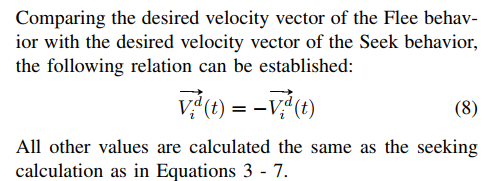 Comparing the desired velocity vector of the Flee behav-
ior with the desired velocity vector of the Seek behavior,
the following relation can be established:
$\overrightarrow{V_i^d}(t) = -\overrightarrow{V_i^d}(t)$ (8)
All other values are calculated the same as the seeking
calculation as in Equations 3 - 7.